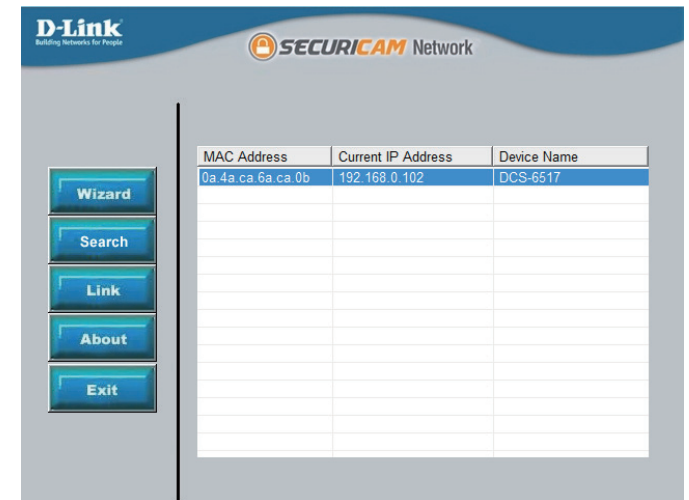 D-Link
Building Networks for People
SECURICAM Network
MAC Address Current IP Address Device Name
0a.4a.ca.6a.ca.0b 192.168.0.102 DCS-6517
Wizard
Search
Link
About
Exit